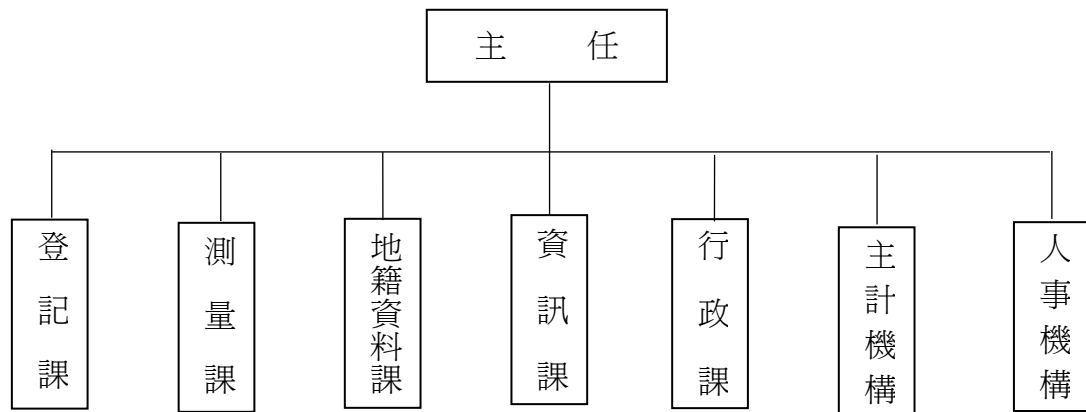 主任
登記課
測量課
地籍資料課
資訊課
行政課
主計機構
人事機構